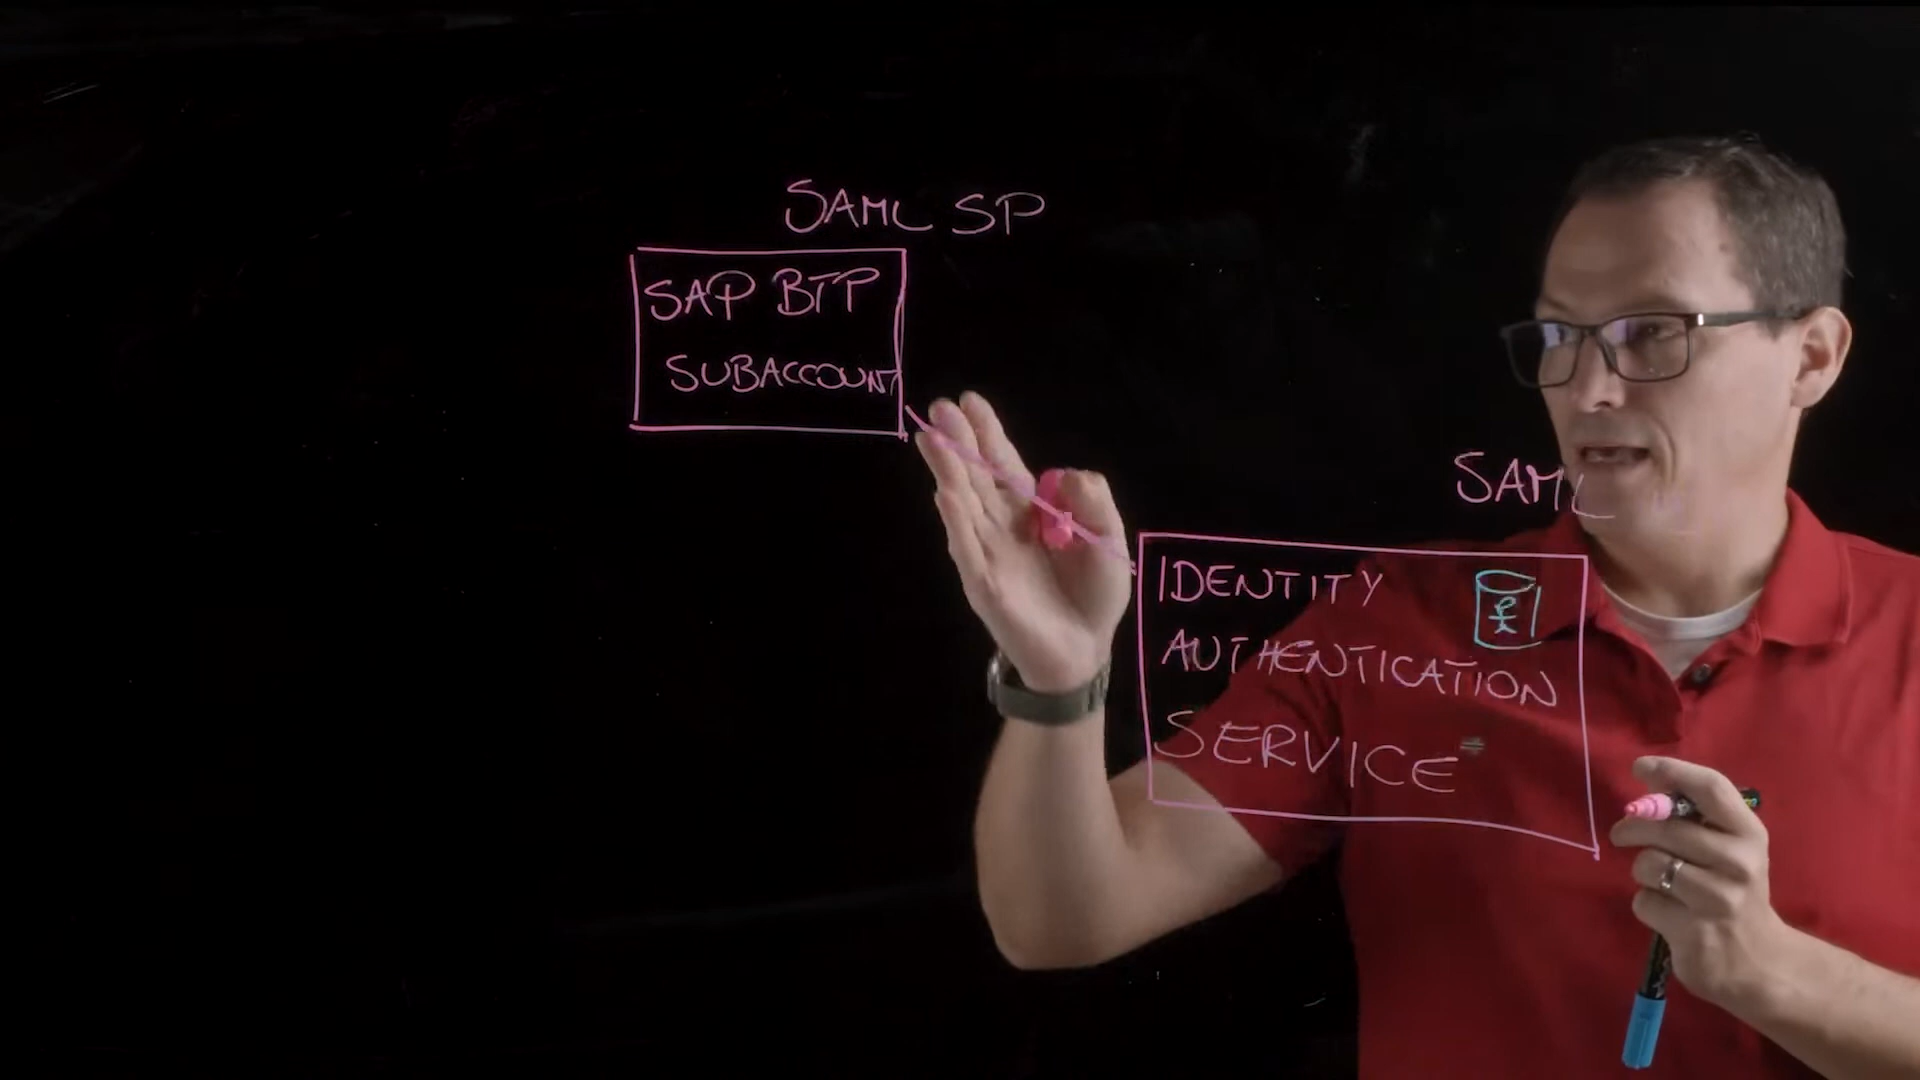 SAML SP
SAP BTP
SUBACCOUNT
SAML
IDENTITY
AUTHENTICATION
SERVICE